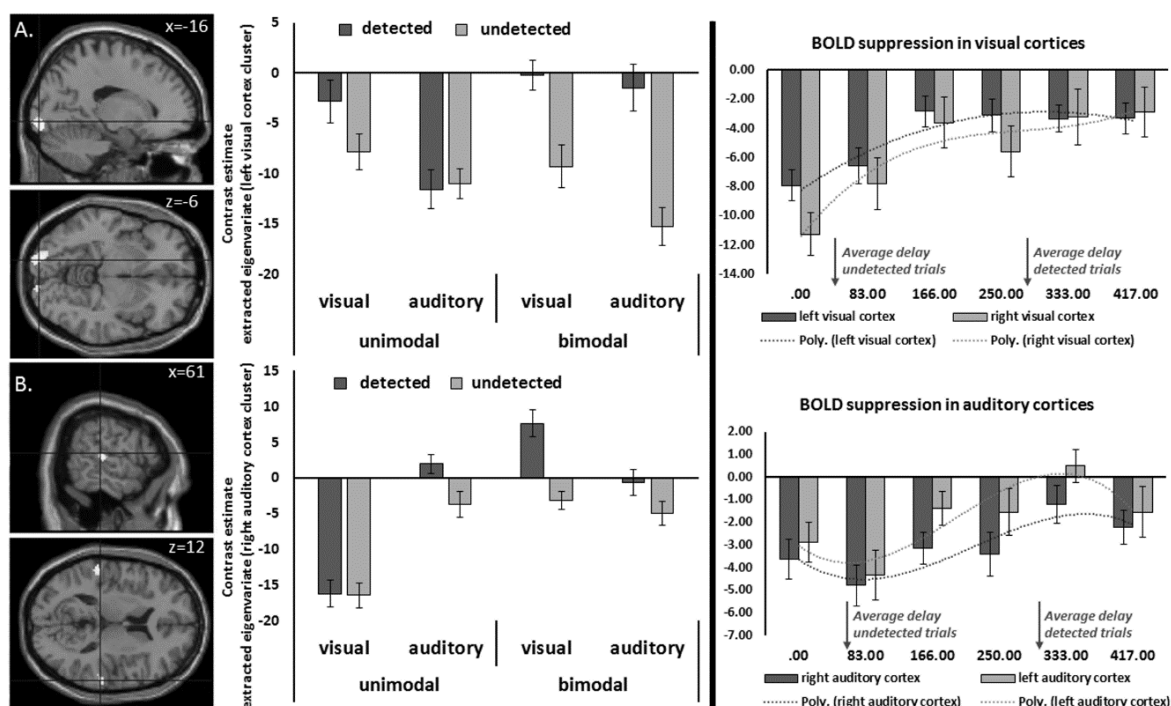 A.
x=-16
z=-6
Contrast estimate
extracted eigenvariate (left visual cortex cluster)
5
0
-5
-10
-15
-20
detected
undetected
visual
auditory
visual
auditory
unimodal
bimodal
BOLD suppression in visual cortices
0.00
-2.00
-4.00
-6.00
-8.00
-10.00
-12.00
-14.00
Average delay
undetected trials
Average delay
detected trials
.00
83.00
166.00
250.00
333.00
417.00
left visual cortex
right visual cortex
Poly. (left visual cortex)
Poly. (right visual cortex)
B.
x=61
z=12
Contrast estimate
extracted eigenvariate (right auditory cortex cluster)
15
10
5
0
-5
-10
-15
-20
detected
undetected
visual
auditory
visual
auditory
unimodal
bimodal
BOLD suppression in auditory cortices
2.00
1.00
0.00
-1.00
-2.00
-3.00
-4.00
-5.00
-6.00
-7.00
Average delay
undetected trials
Average delay
detected trials
.00
83.00
166.00
250.00
333.00
417.00
right auditory cortex
left auditory cortex
Poly. (right auditory cortex)
Poly. (left auditory cortex)